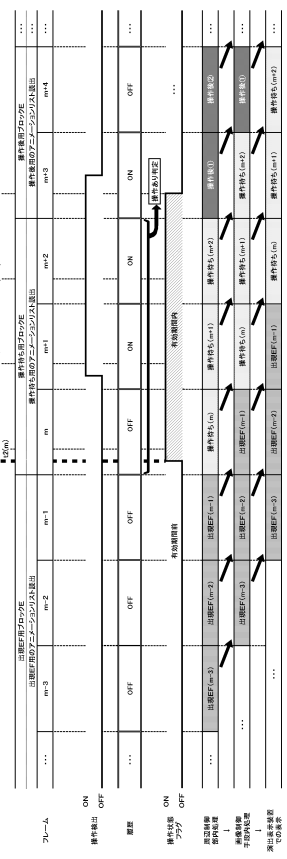 t2(m)
出現EF用ブロックE 操作待ち用ブロックE 操作後用ブロックE
出現EF用のアニメーションリスト読出 操作待ち用のアニメーションリスト読出 操作後用のアニメーションリスト読出
フレーム … m-3 m-2 m-1 m m+1 m+2 m+3 m+4 …
操作検出 ON
OFF
履歴 … OFF OFF OFF OFF ON ON ON OFF …
操作あり判定
操作状態フラグ ON 有効期間前 有効期間内 …
OFF
周辺制御部内処理 … 出現EF(m-3) 出現EF(m-2) 出現EF(m-1) 操作待ち(m) 操作待ち(m+1) 操作待ち(m+2) 操作後(1) 操作後(2) …
↓
画像制御手段内処理 … 出現EF(m-3) 出現EF(m-2) 出現EF(m-1) 操作待ち(m) 操作待ち(m+1) 操作待ち(m+2) 操作後(1) …
↓
演出表示装置での表示 … 出現EF(m-3) 出現EF(m-2) 出現EF(m-1) 操作待ち(m) 操作待ち(m+1) 操作待ち(m+2) …